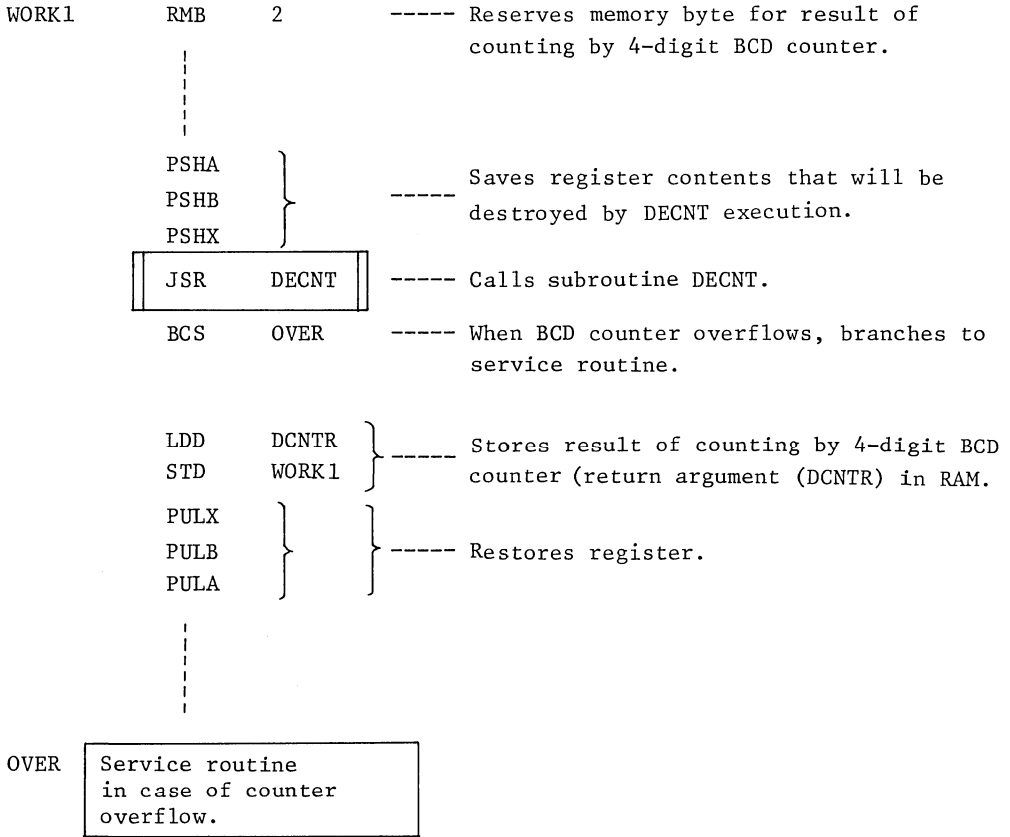 WORK1 RMB 2 ----- Reserves memory byte for result of
counting by 4-digit BCD counter.
PSHA
PSHB
PSHX
----- Saves register contents that will be
destroyed by DECNT execution.
JSR DECNT ----- Calls subroutine DECNT.
BCS OVER ----- When BCD counter overflows, branches to
service routine.
LDD DCNTR
STD WORK1
----- Stores result of counting by 4-digit BCD
counter (return argument (DCNTR) in RAM.
PULX
PULB
PULA
----- Restores register.
OVER Service routine
in case of counter
overflow.